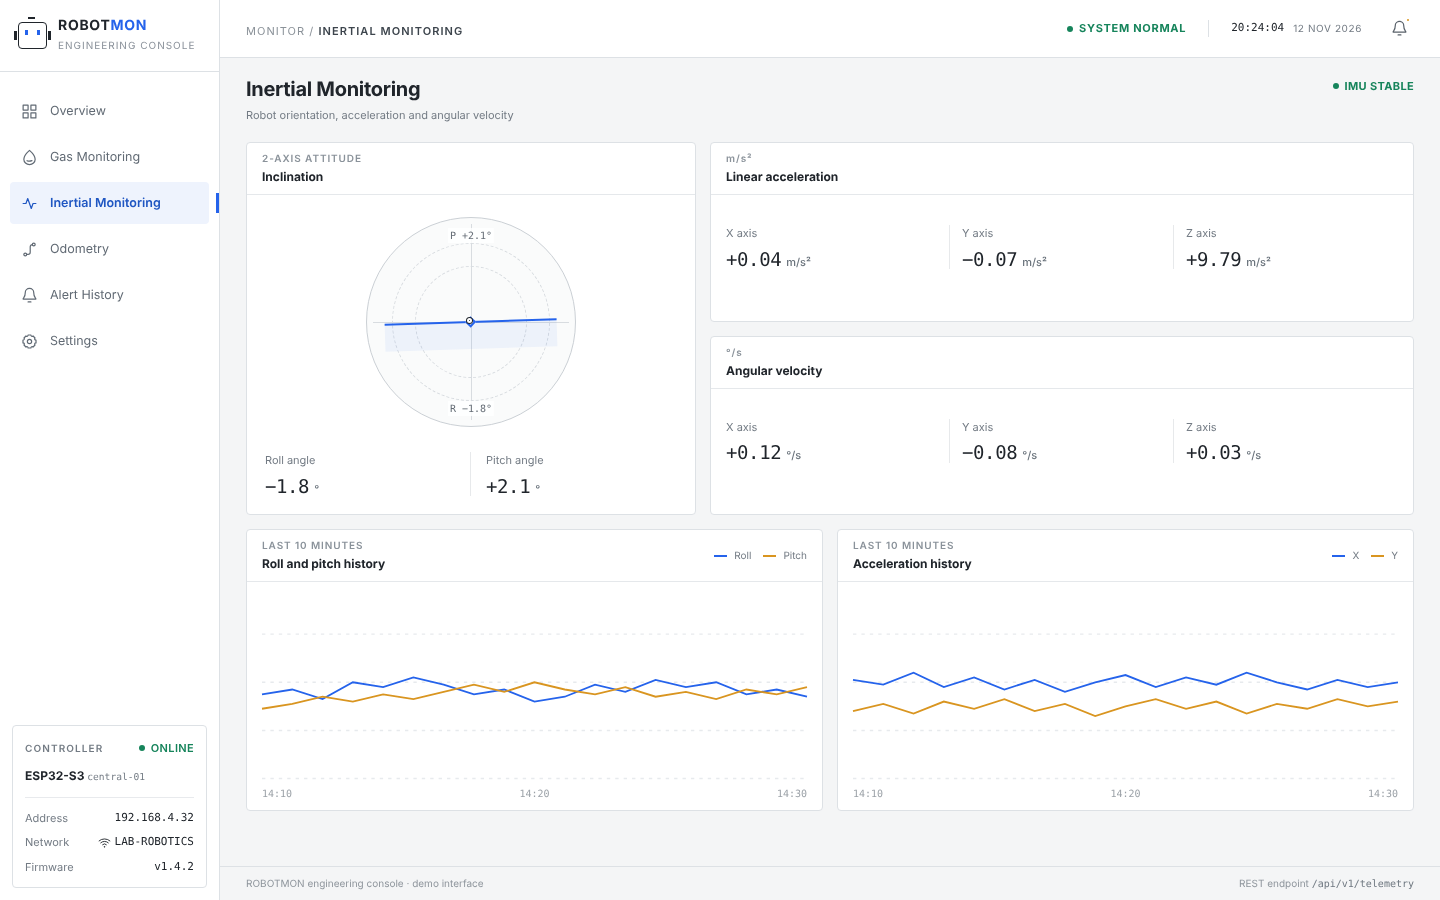 ROBOTMON
ENGINEERING CONSOLE
Overview
Gas Monitoring
Inertial Monitoring
Odometry
Alert History
Settings
CONTROLLER ONLINE
ESP32-S3 central-01
Address 192.168.4.32
Network LAB-ROBOTICS
Firmware v1.4.2
MONITOR / INERTIAL MONITORING
SYSTEM NORMAL
20:24:04 12 NOV 2026
Inertial Monitoring
IMU STABLE
Robot orientation, acceleration and angular velocity
2-AXIS ATTITUDE
Inclination
P +2.1°
R −1.8°
Roll angle
−1.8 °
Pitch angle
+2.1 °
m/s²
Linear acceleration
X axis
+0.04 m/s²
Y axis
−0.07 m/s²
Z axis
+9.79 m/s²
°/s
Angular velocity
X axis
+0.12 °/s
Y axis
−0.08 °/s
Z axis
+0.03 °/s
LAST 10 MINUTES
Roll and pitch history
Roll Pitch
14:10 14:20 14:30
LAST 10 MINUTES
Acceleration history
X Y
14:10 14:20 14:30
ROBOTMON engineering console · demo interface
REST endpoint /api/v1/telemetry